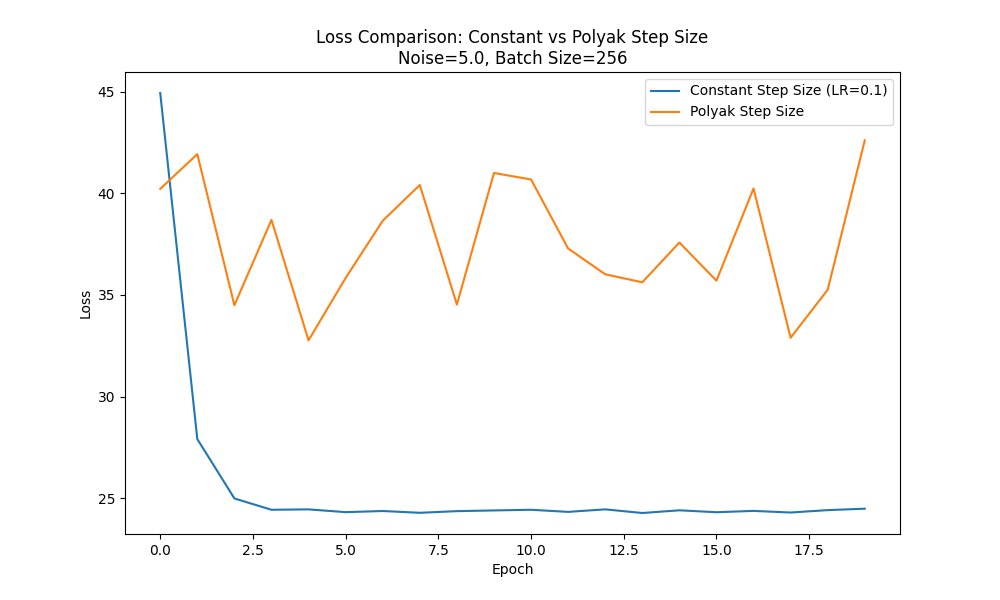 Loss Comparison: Constant vs Polyak Step Size
Noise=5.0, Batch Size=256
Constant Step Size (LR=0.1)
Polyak Step Size
Loss
45
40
35
30
25
0.0
2.5
5.0
7.5
10.0
12.5
15.0
17.5
Epoch